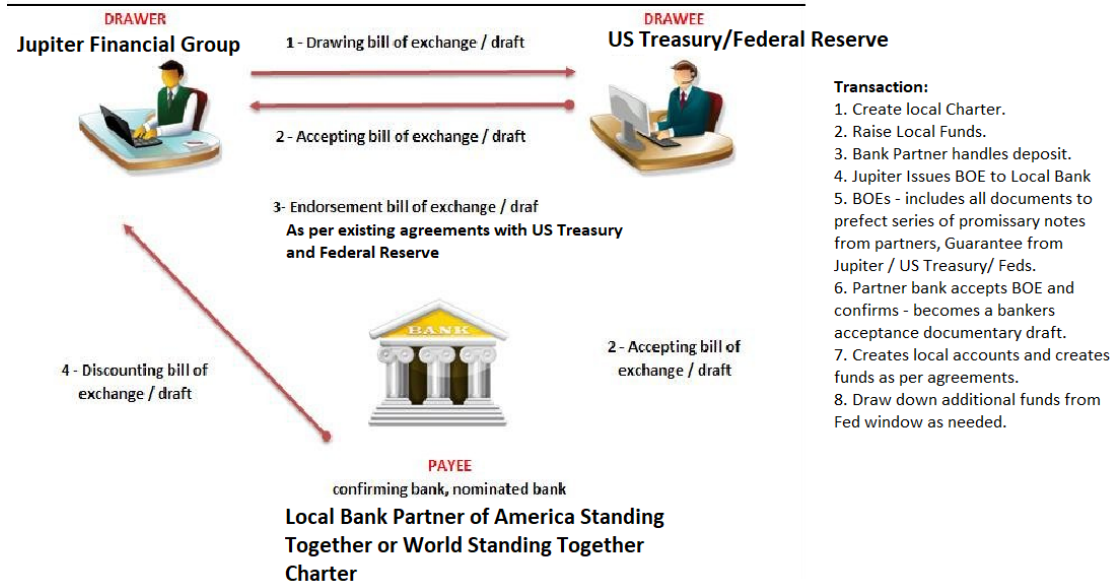 DRAWER
Jupiter Financial Group
DRAWEE
US Treasury/Federal Reserve
1 - Drawing bill of exchange / draft
2 - Accepting bill of exchange / draft
3- Endorsement bill of exchange / draf
As per existing agreements with US Treasury
and Federal Reserve
BANK
4 - Discounting bill of
exchange / draft
2 - Accepting bil of
exchange / draft
PAYEE
confirming bank, nominated bank
Local Bank Partner of America Standing
Together or World Standing Together
Charter
Transaction:
1. Create local Charter.
2. Raise Local Funds.
3. Bank Partner handles deposit.
4. Jupiter Issues BOE to Local Bank
5. BOEs - includes all documents to
prefect series of promissary notes
from partners, Guarantee from
Jupiter / US Treasury/ Feds.
6. Partner bank accepts BOE and
confirms - becomes a bankers
acceptance documentary draft.
7. Creates local accounts and creates
funds as per agreements.
8. Draw down additional funds from
Fed window as needed.